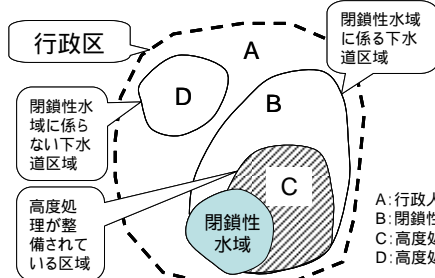 行政区
A
閉鎖性水
域に係る下水
道区域
D
B
閉鎖性水
域に係ら
ない下水
道区域
C
高度処
理が整
備されて
いる区域
閉鎖性
水域
A:行政人
B:閉鎖性
C:高度処
D:高度処